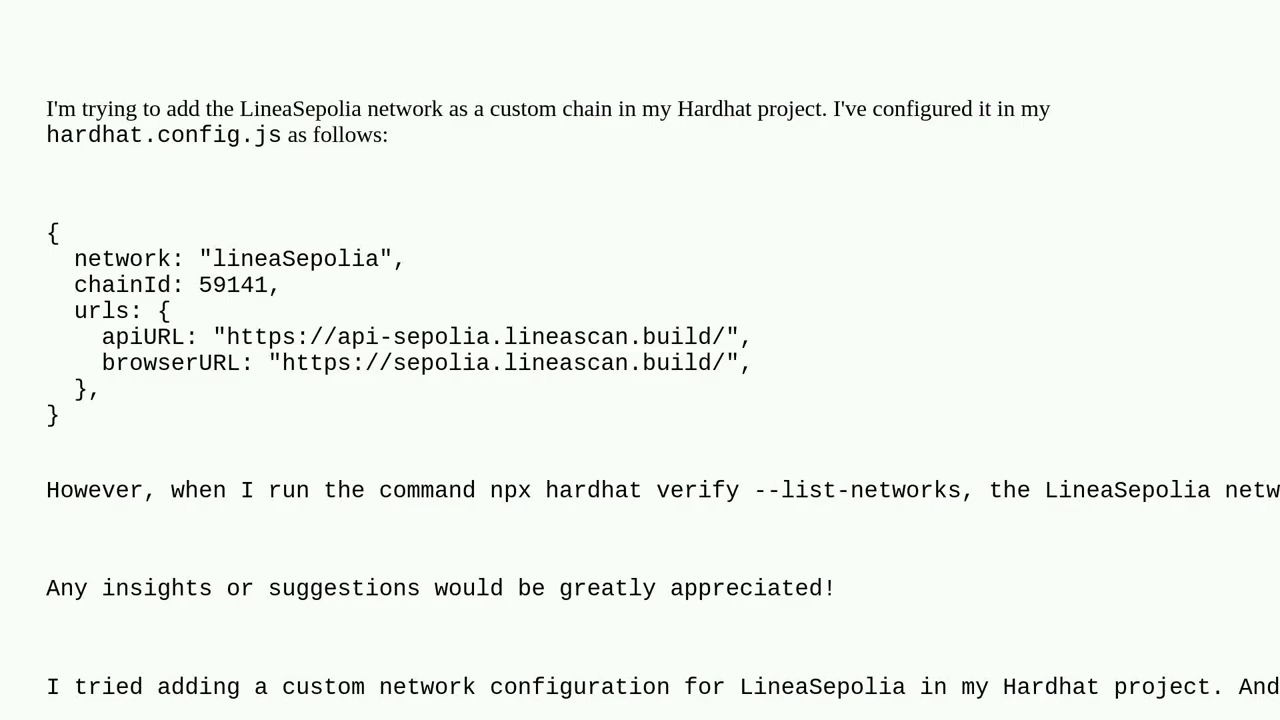 I'm trying to add the LineaSepolia network as a custom chain in my Hardhat project. I've configured it in my
hardhat.config.js as follows:
{
  network: "lineaSepolia",
  chainId: 59141,
  urls: {
    apiURL: "https://api-sepolia.lineascan.build/",
    browserURL: "https://sepolia.lineascan.build/",
  },
}
However, when I run the command npx hardhat verify --list-networks, the LineaSepolia netw
Any insights or suggestions would be greatly appreciated!
I tried adding a custom network configuration for LineaSepolia in my Hardhat project. And